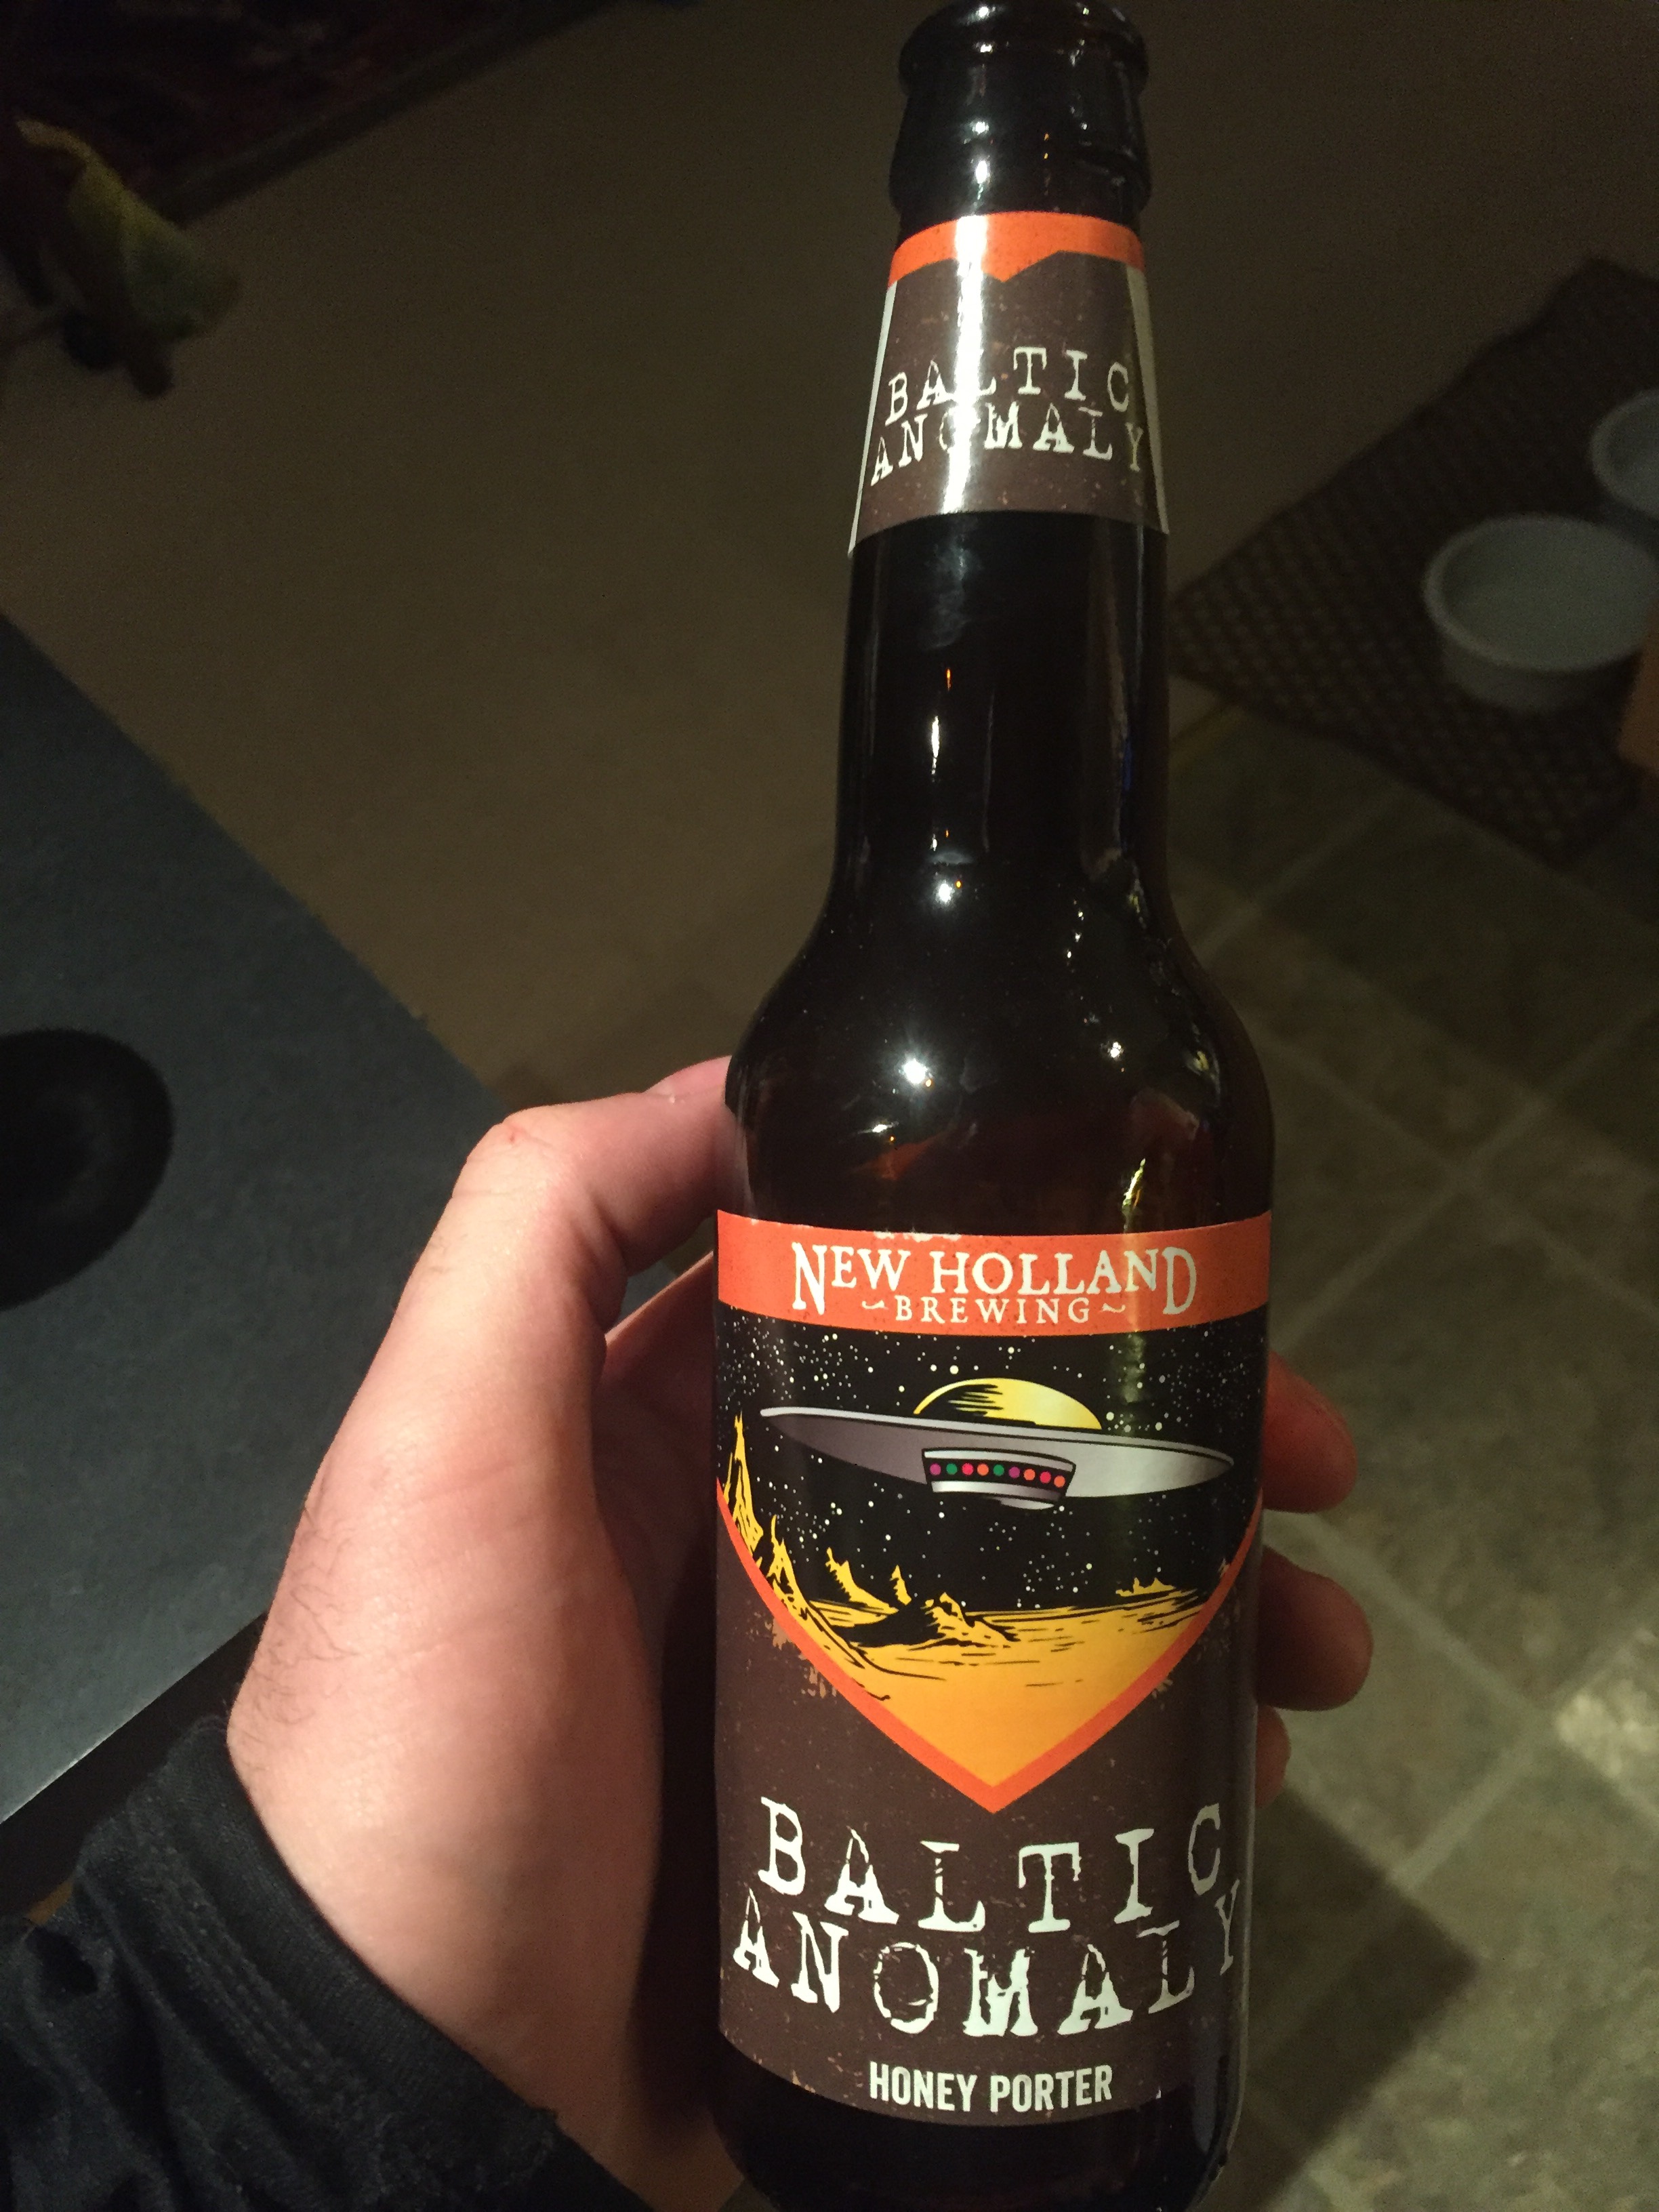 BALTIC
ANOMALY
NEW HOLLAND
~BREWING~
BALTIC
ANOMALY
HONEY PORTER